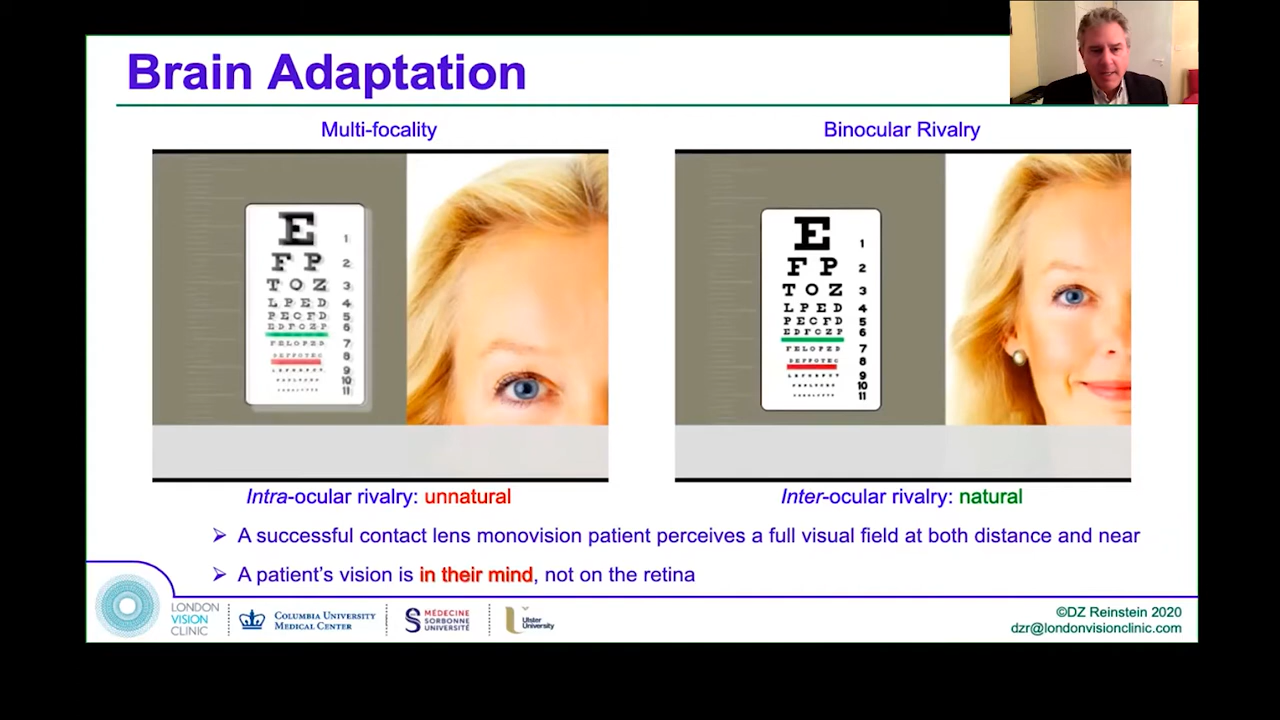 Brain Adaptation
Multi-focality
E 1
F P 2
T O Z 3
L P E D 4
P E C F D 5
E D F C Z P 6
F E L O P Z D 7
D E F P O T E C 8
9
10
11
Intra-ocular rivalry: unnatural
Binocular Rivalry
E 1
F P 2
T O Z 3
L P E D 4
P E C F D 5
E D F C Z P 6
F E L O P Z D 7
D E F P O T E C 8
9
10
11
Inter-ocular rivalry: natural
➢ A successful contact lens monovision patient perceives a full visual field at both distance and near
➢ A patient's vision is in their mind, not on the retina
LONDON
VISION
CLINIC
COLUMBIA UNIVERSITY
MEDICAL CENTER
MÉDECINE
SORBONNE
UNIVERSITÉ
Ulster
University
©DZ Reinstein 2020
dzr@londonvisionclinic.com